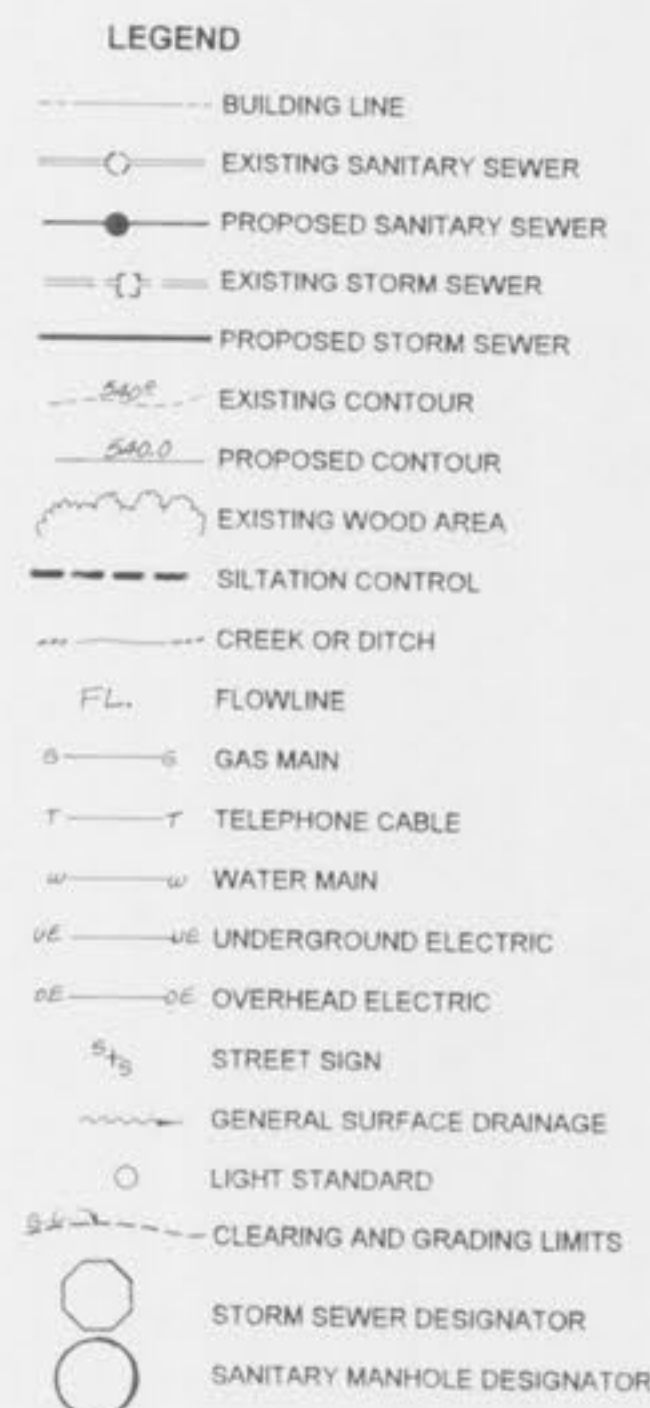 LEGEND
BUILDING LINE
EXISTING SANITARY SEWER
PROPOSED SANITARY SEWER
EXISTING STORM SEWER
PROPOSED STORM SEWER
540.0 EXISTING CONTOUR
540.0 PROPOSED CONTOUR
EXISTING WOOD AREA
SILTATION CONTROL
CREEK OR DITCH
FL. FLOWLINE
G G GAS MAIN
T T TELEPHONE CABLE
W W WATER MAIN
UE UE UNDERGROUND ELECTRIC
OE OE OVERHEAD ELECTRIC
S S STREET SIGN
GENERAL SURFACE DRAINAGE
LIGHT STANDARD
CLEARING AND GRADING LIMITS
STORM SEWER DESIGNATOR
SANITARY MANHOLE DESIGNATOR